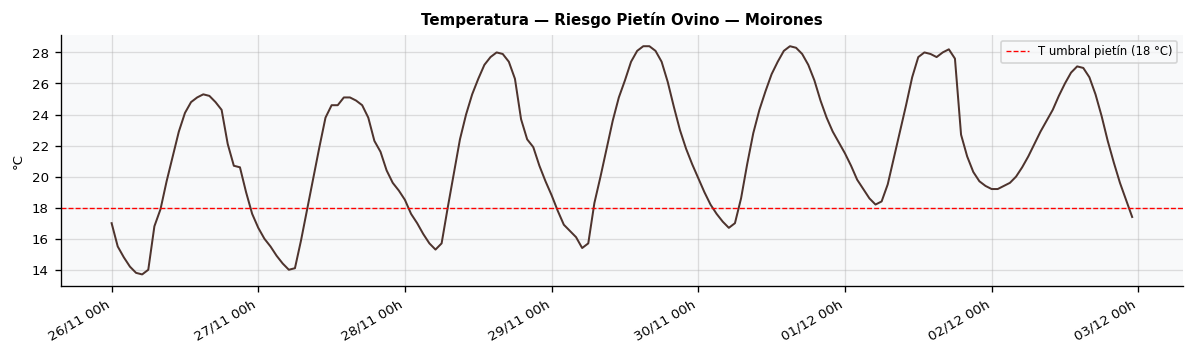 Temperatura — Riesgo Pietín Ovino — Moirones
T umbral pietín (18 °C)
°C
28
26
24
22
20
18
16
14
26/11 00h
27/11 00h
28/11 00h
29/11 00h
30/11 00h
01/12 00h
02/12 00h
03/12 00h